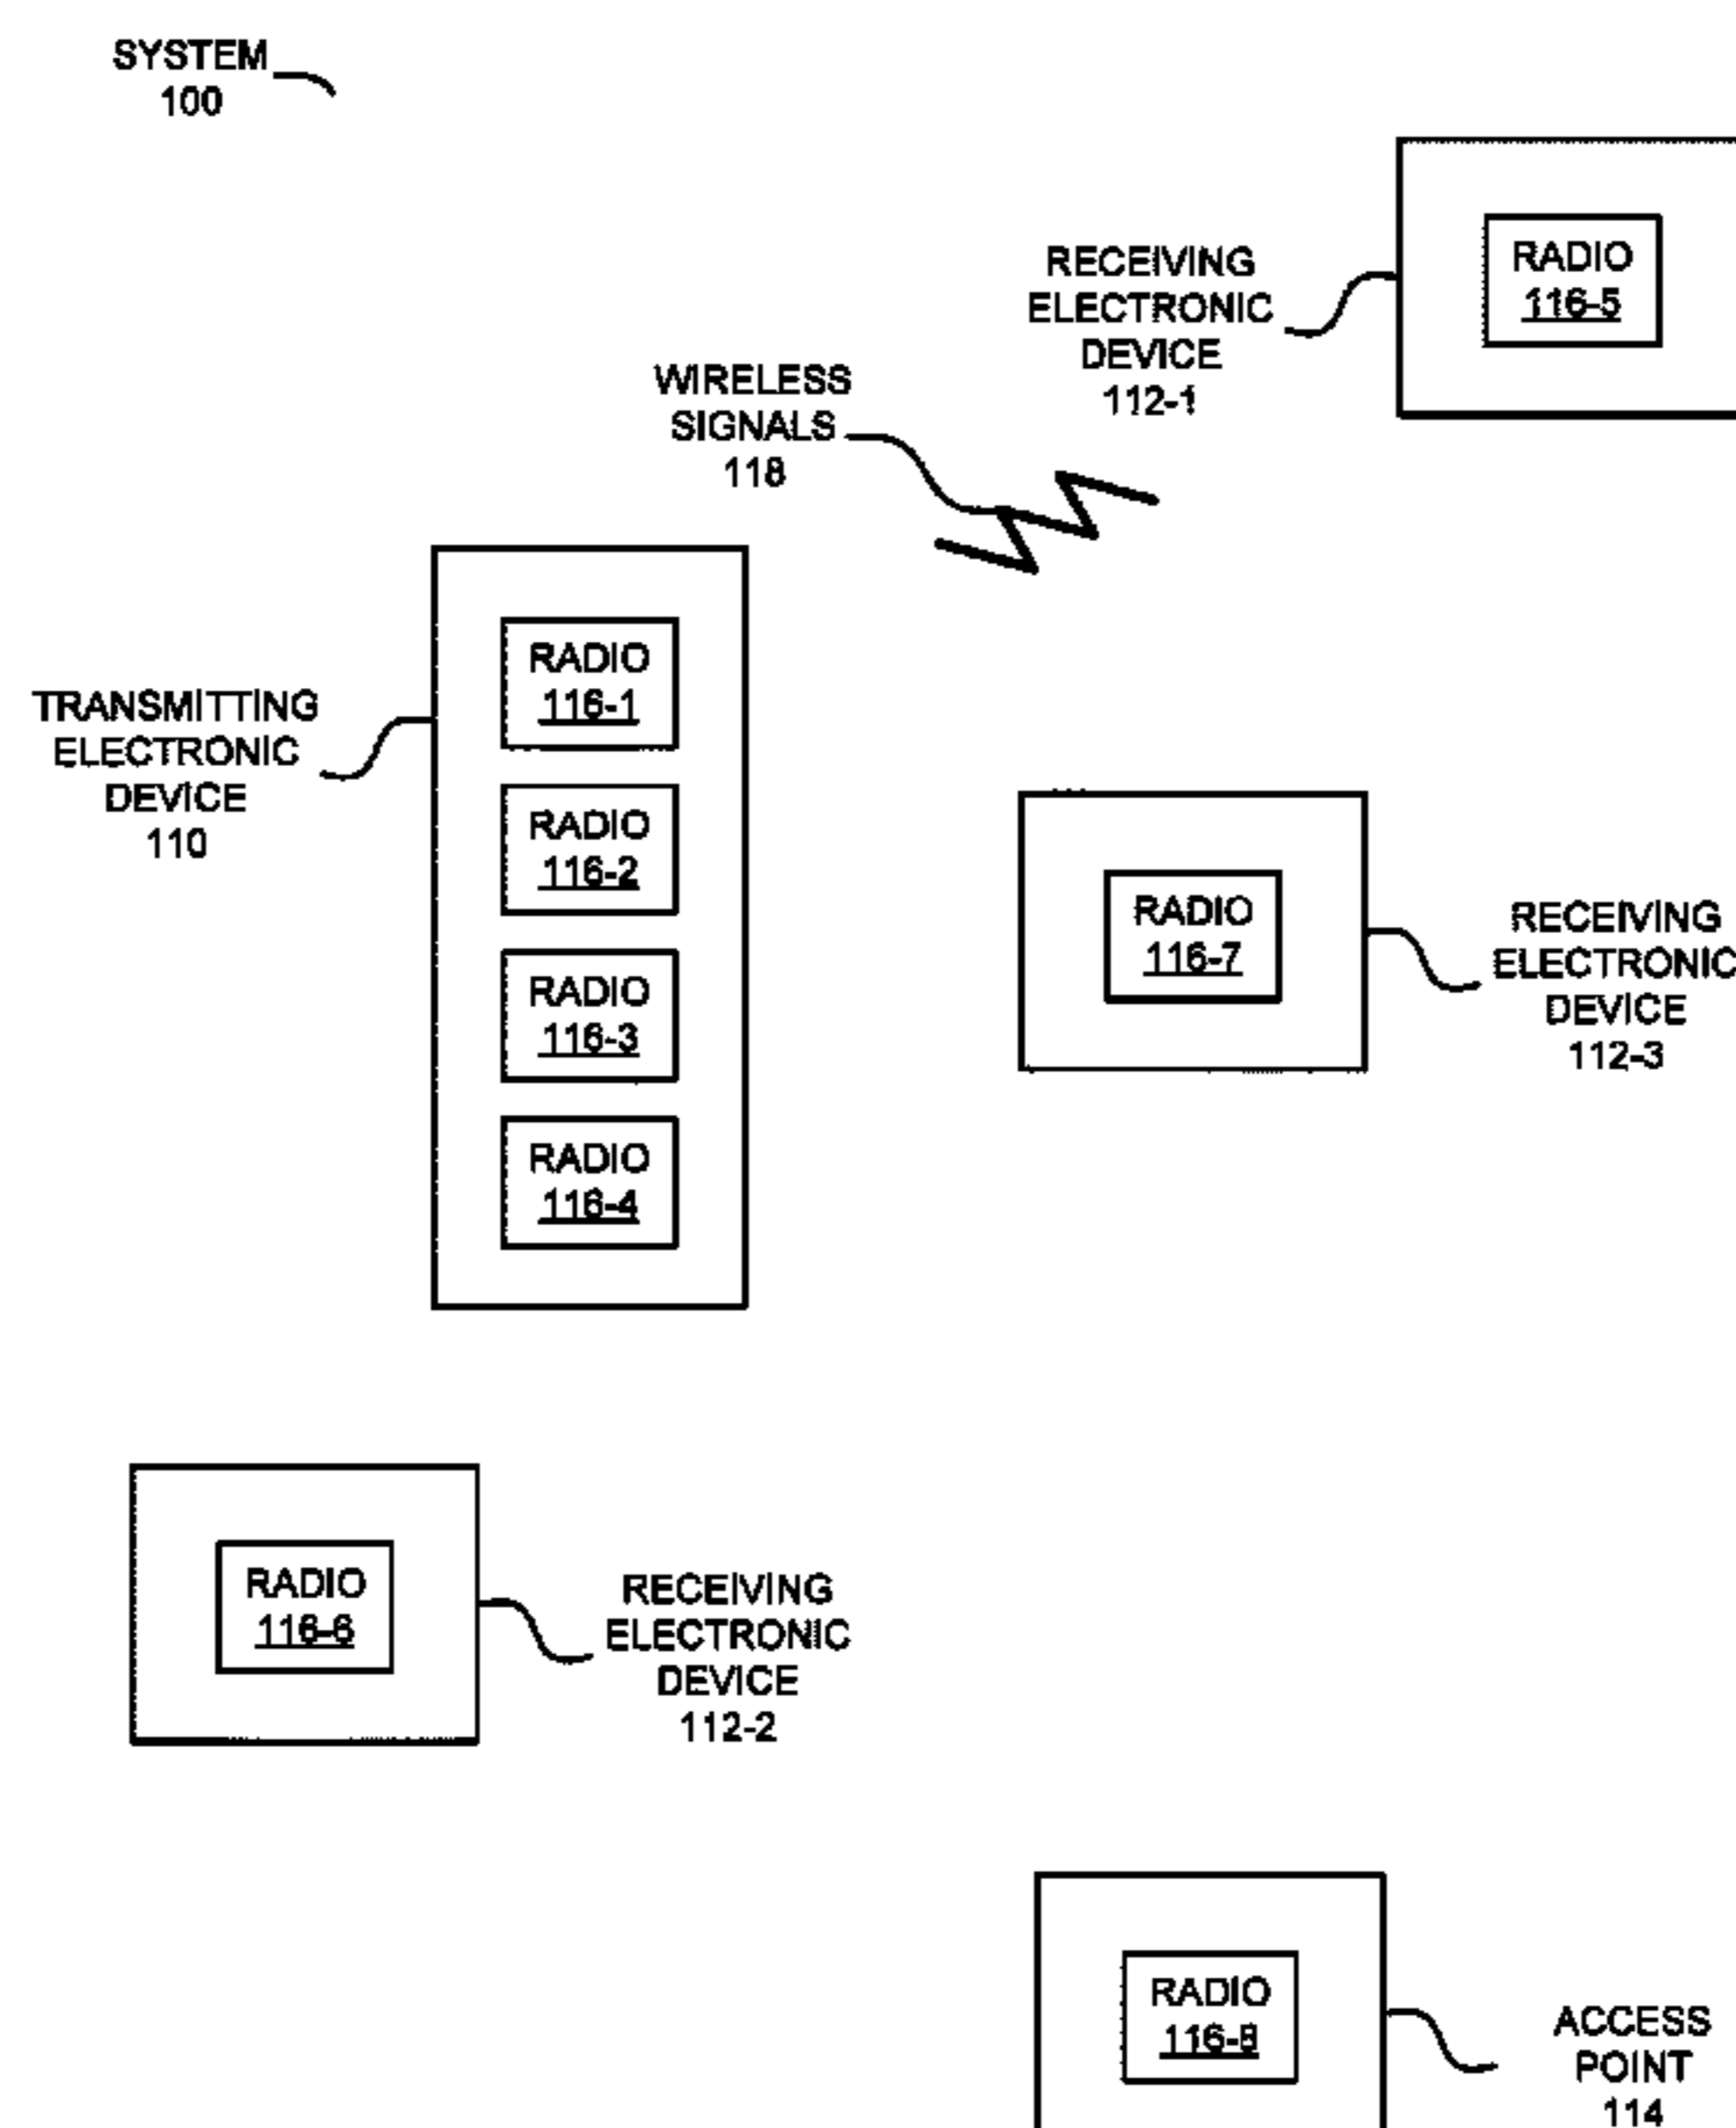 SYSTEM
100
RECEIVING
ELECTRONIC
DEVICE
112-1
RADIO
116-5
WIRELESS
SIGNALS
118
TRANSMITTING
ELECTRONIC
DEVICE
110
RADIO
116-1
RADIO
116-2
RADIO
116-3
RADIO
116-4
RADIO
116-7
RECEIVING
ELECTRONIC
DEVICE
112-3
RADIO
116-6
RECEIVING
ELECTRONIC
DEVICE
112-2
RADIO
116-8
ACCESS
POINT
114